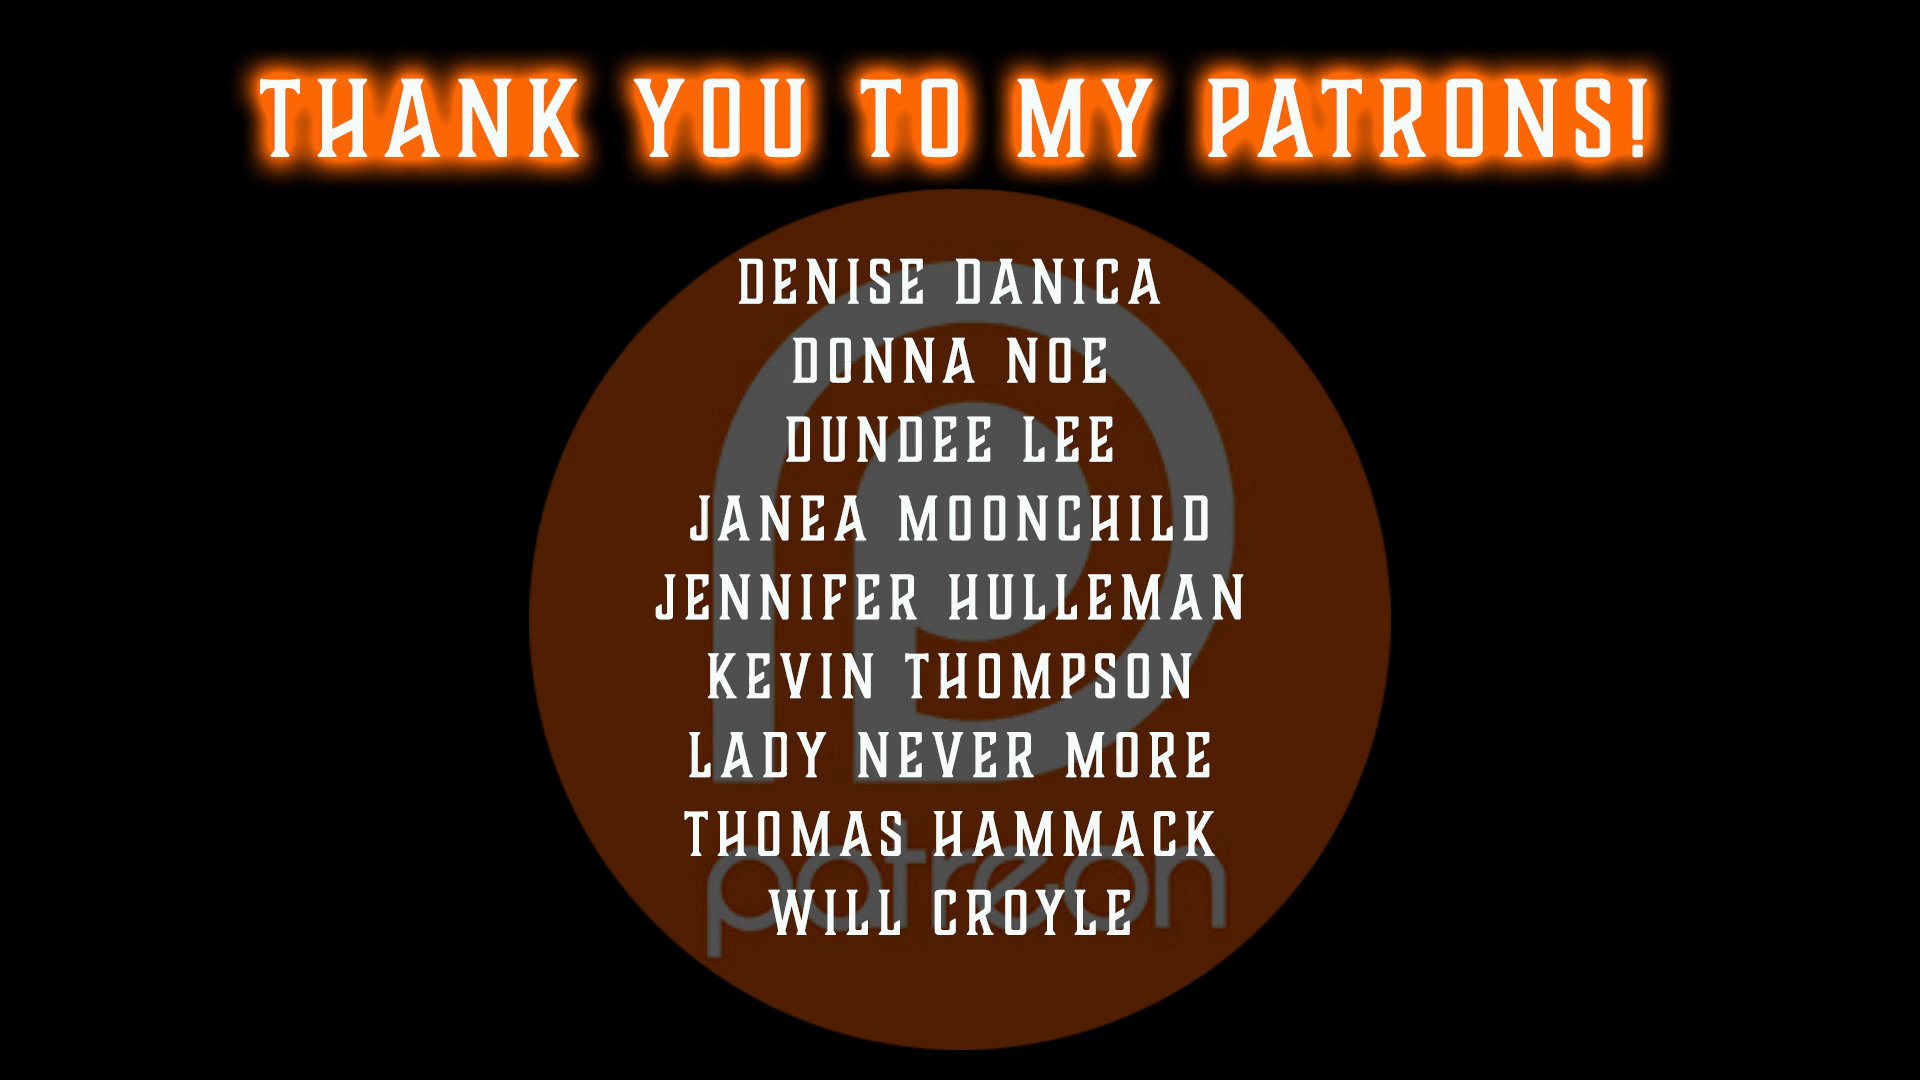 THANK YOU TO MY PATRONS!
DENISE DANICA
DONNA NOE
DUNDEE LEE
JANEA MOONCHILD
JENNIFER HULLEMAN
KEVIN THOMPSON
LADY NEVER MORE
THOMAS HAMMACK
patreon
WILL CROYLE